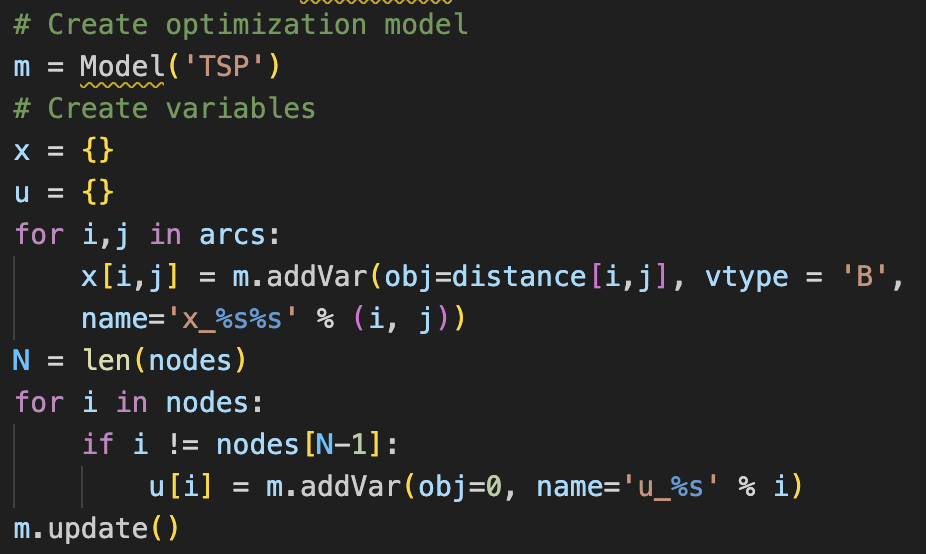 # Create optimization model
m = Model('TSP')
# Create variables
x = {}
u = {}
for i,j in arcs:
    x[i,j] = m.addVar(obj=distance[i,j], vtype = 'B',
    name='x_%s%s' % (i, j))
N = len(nodes)
for i in nodes:
    if i != nodes[N-1]:
        u[i] = m.addVar(obj=0, name='u_%s' % i)
m.update()